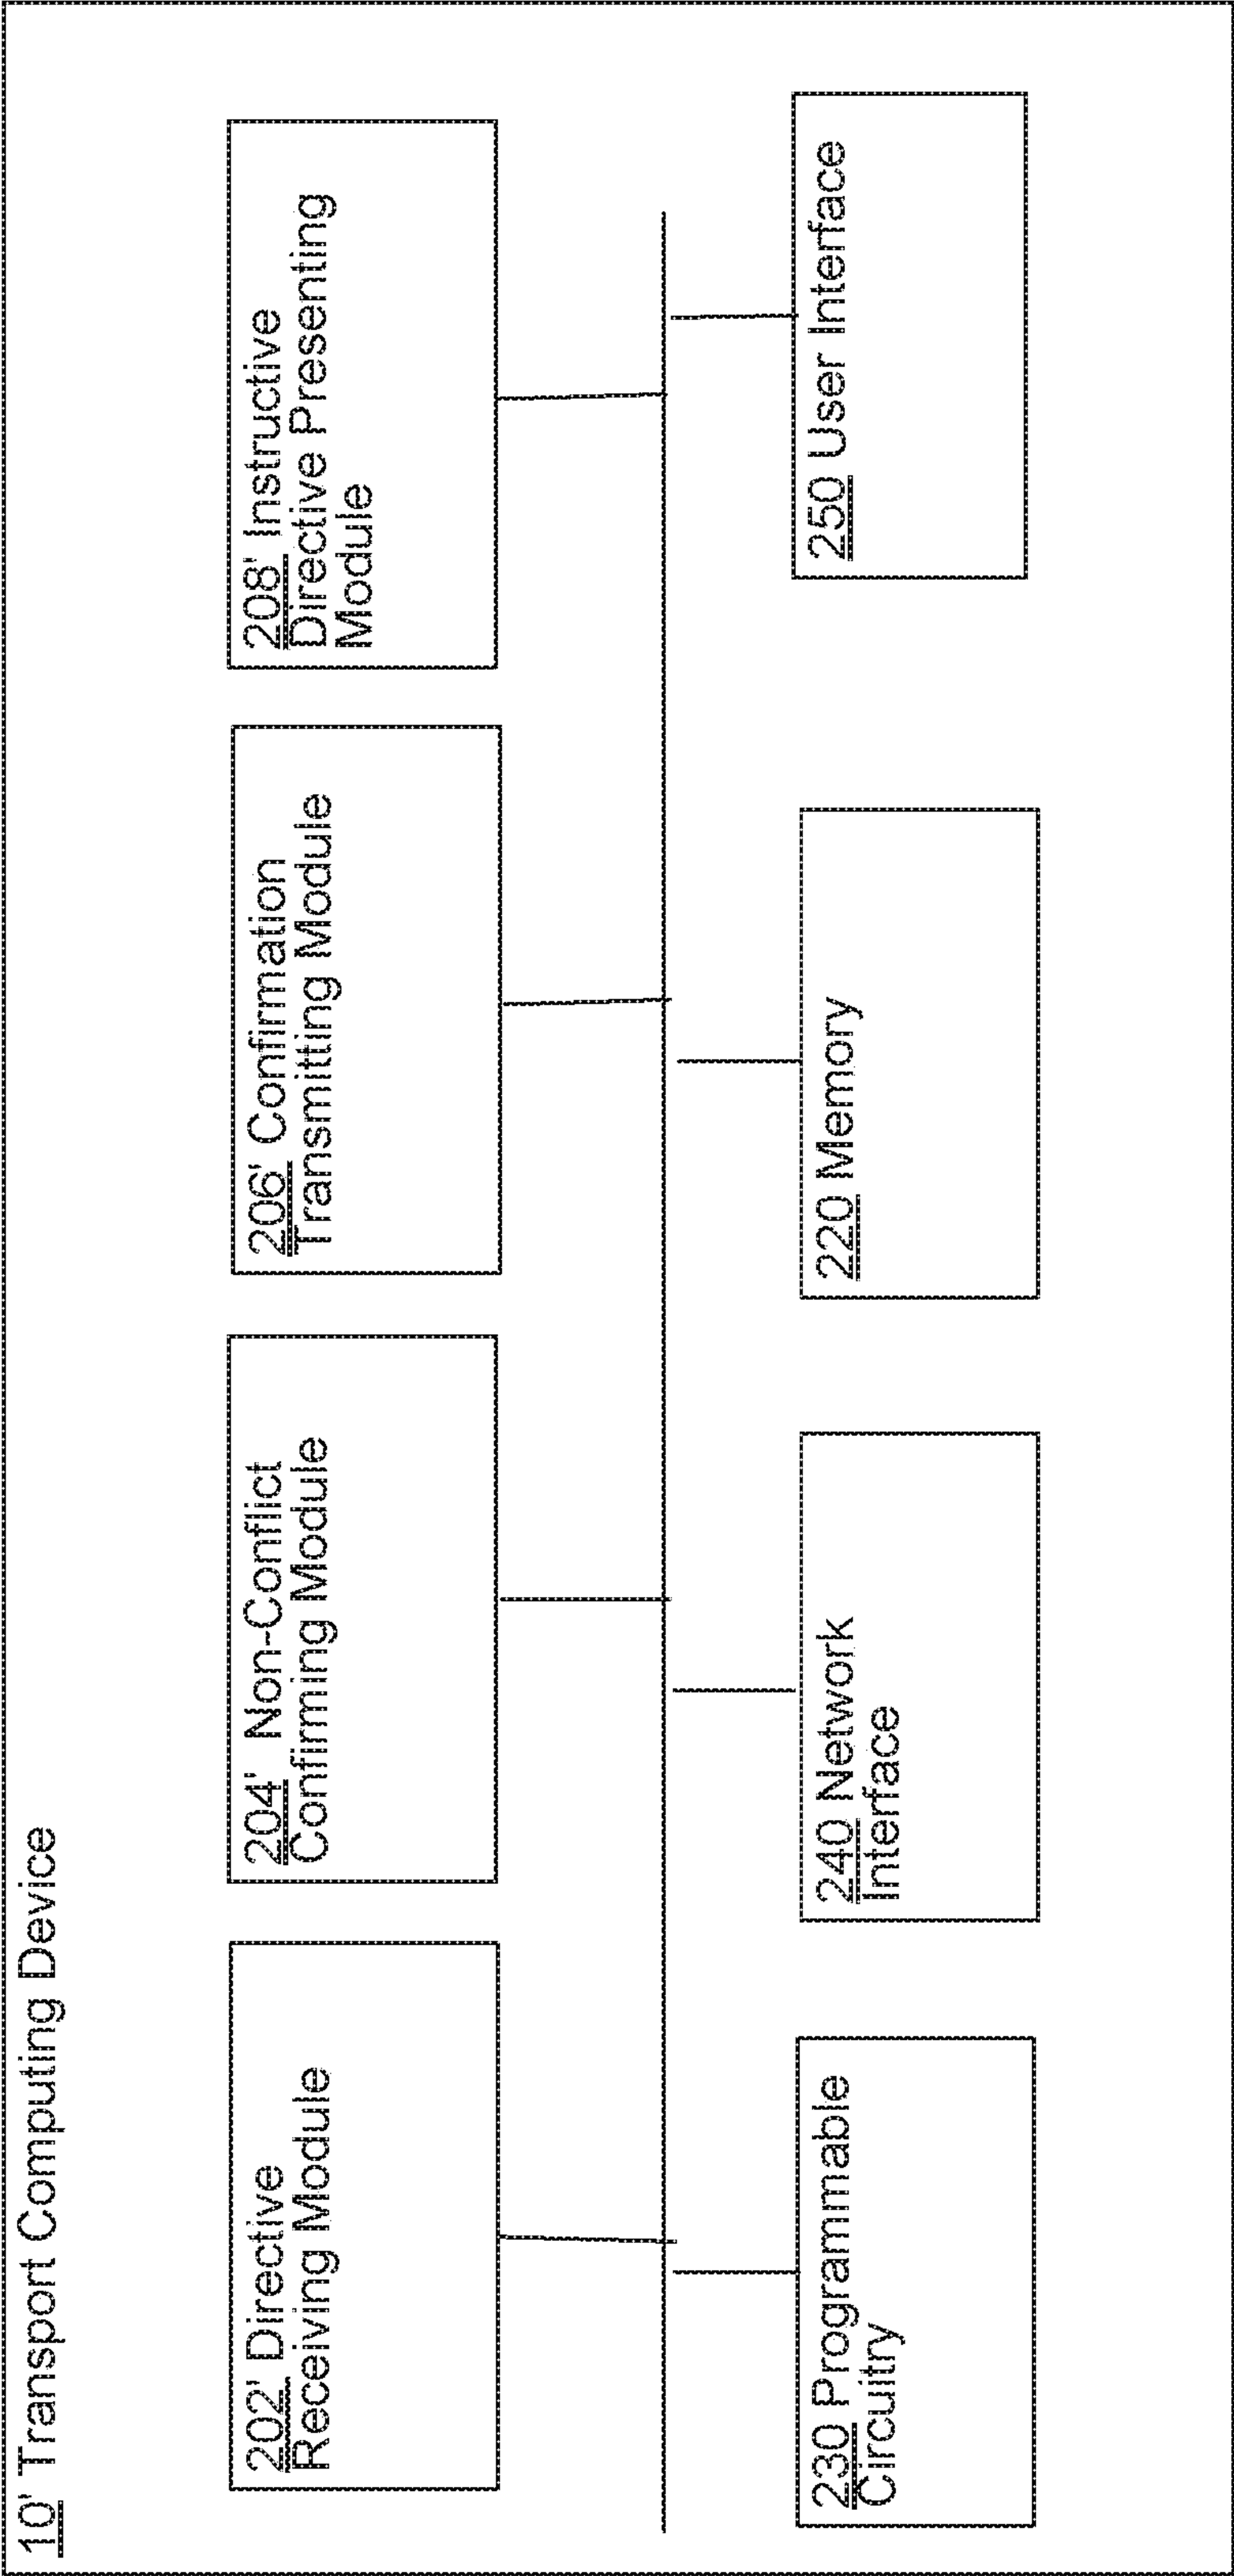 10' Transport Computing Device
202' Directive
Receiving Module
204' Non-Conflict
Confirming Module
206' Confirmation
Transmitting Module
208' Instructive
Directive Presenting
Module
230 Programmable
Circuitry
240 Network
Interface
220 Memory
250 User Interface